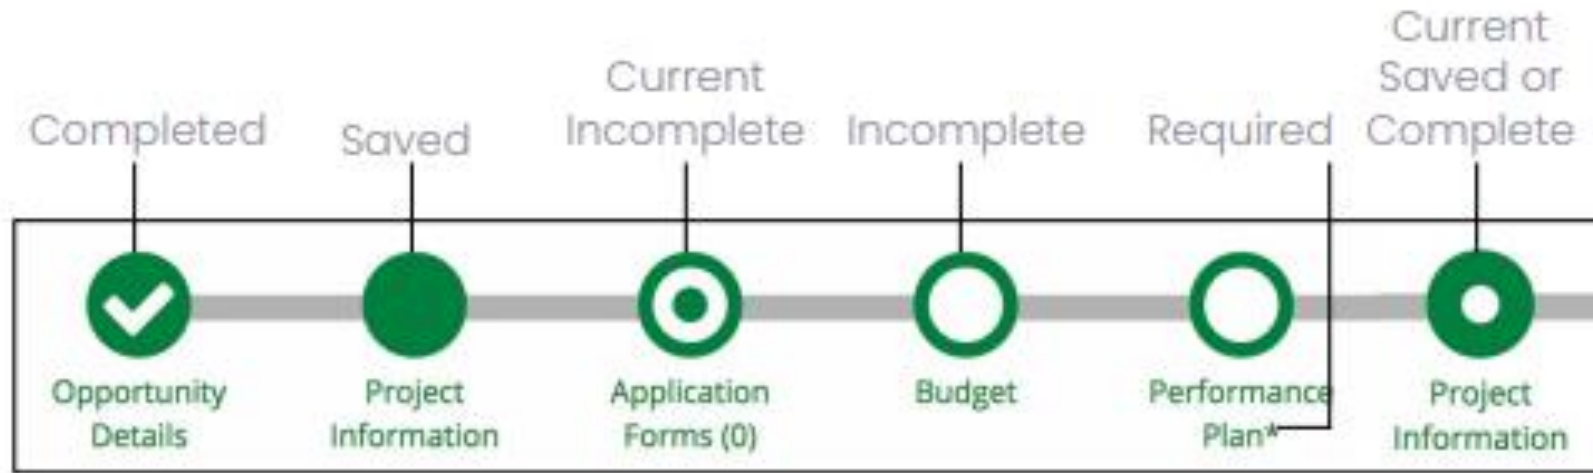 Completed
Saved
Current
Incomplete
Incomplete
Required
Current
Saved or
Complete
Opportunity
Details
Project
Information
Application
Forms (0)
Budget
Performance
Plan*
Project
Information